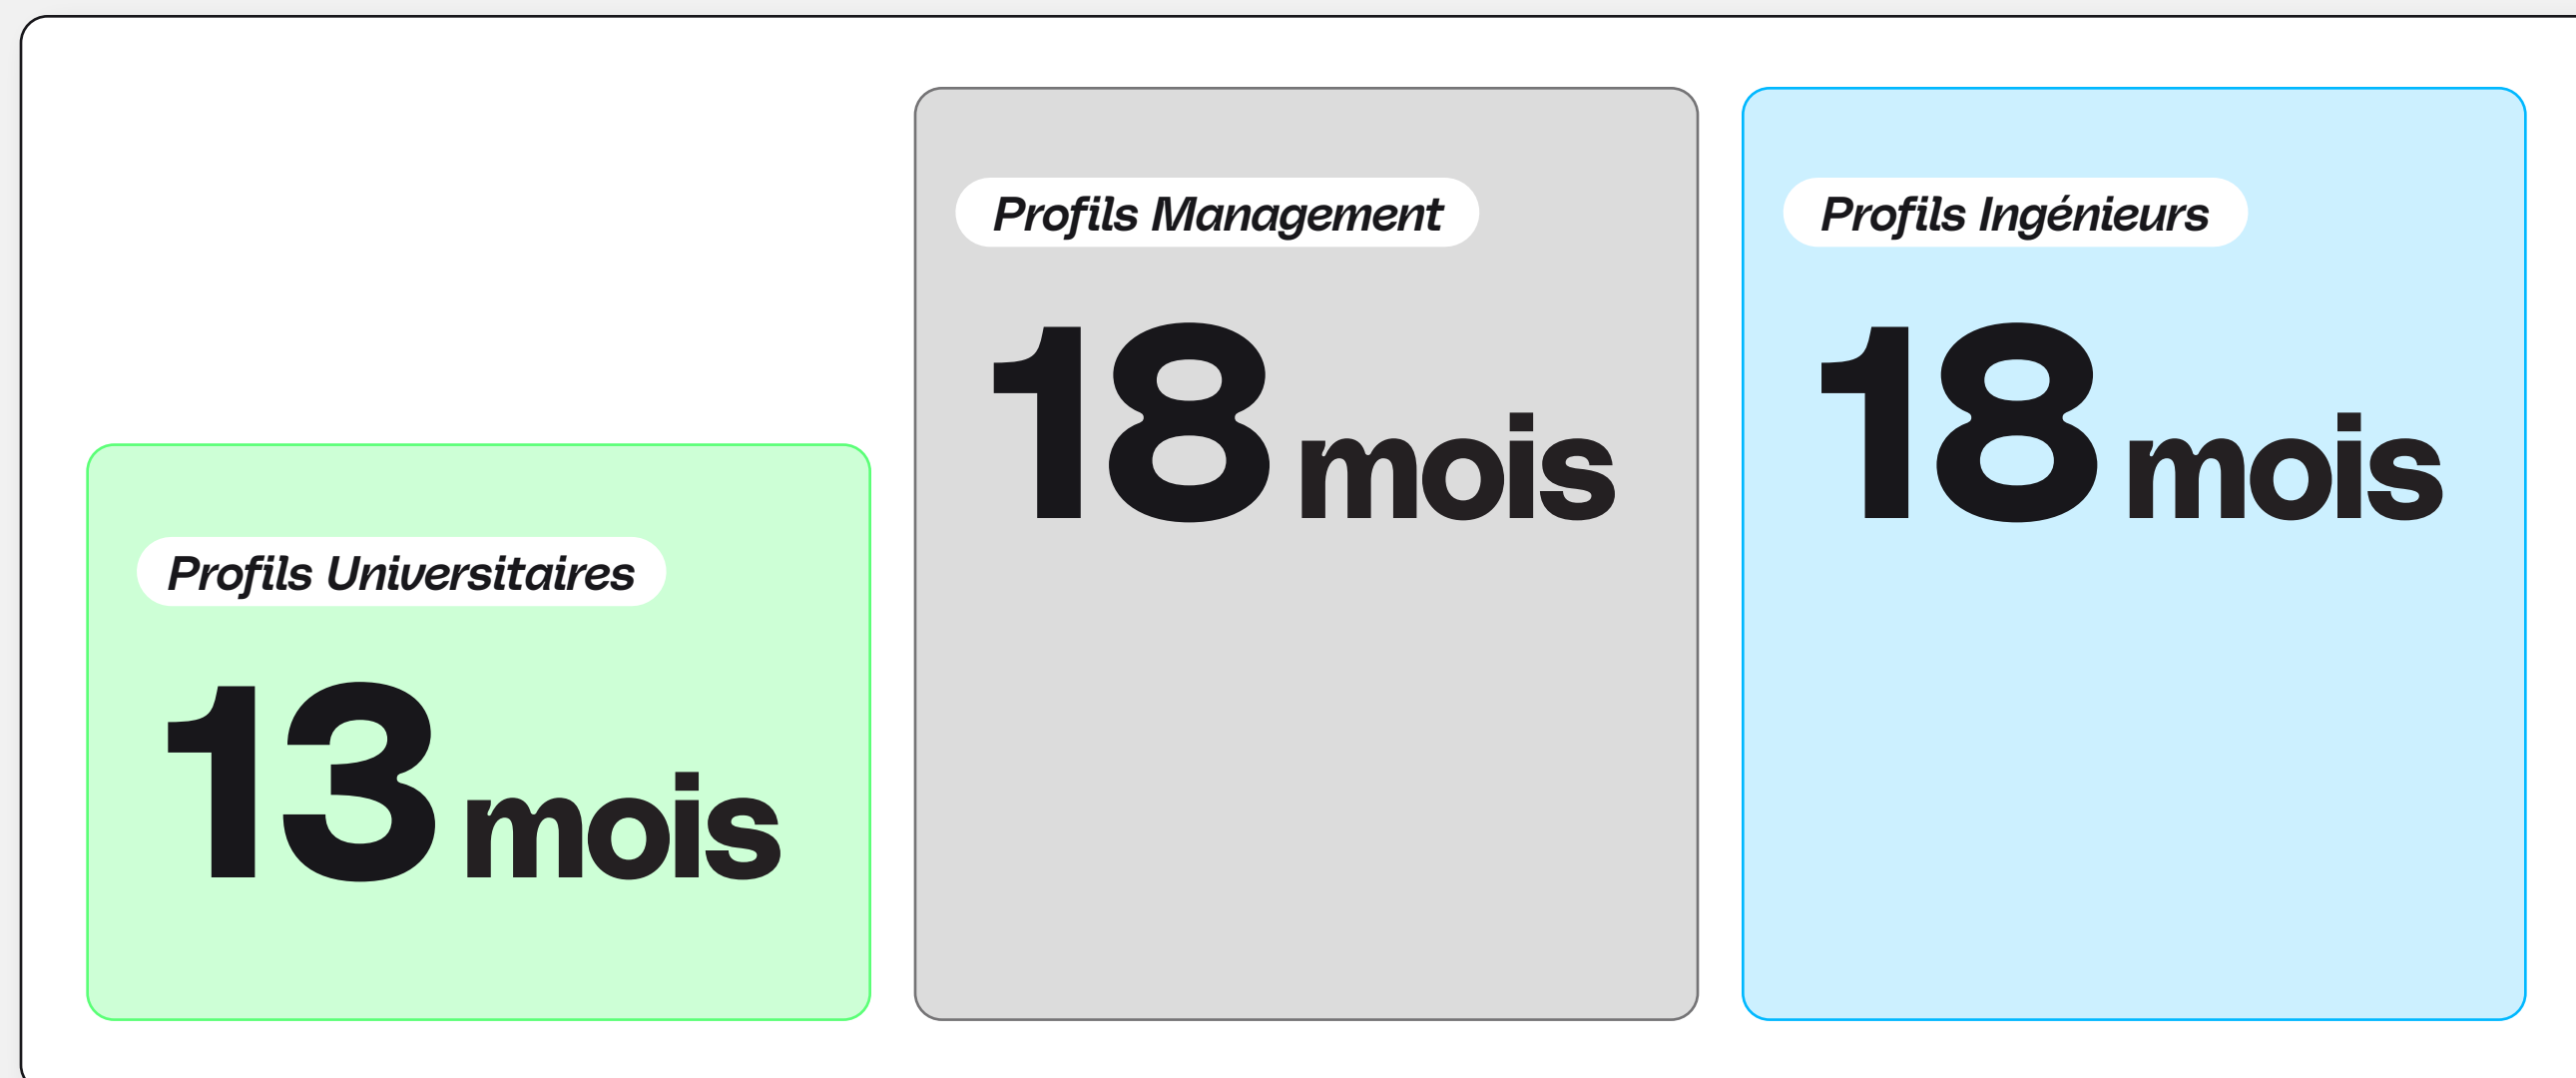 Profils Universitaires
13 mois
Profils Management
18 mois
Profils Ingénieurs
18 mois